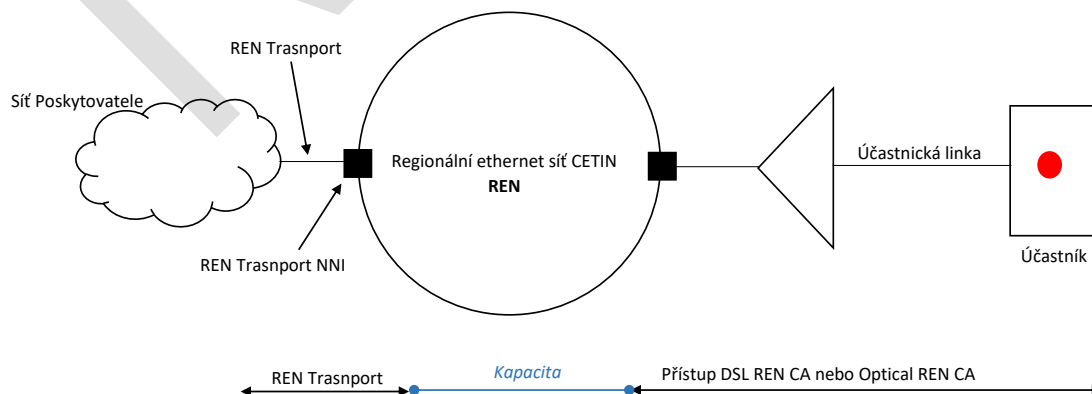 REN Trasnport
Síť Poskytovatele
Regionální ethernet síť CETIN
REN
Účastnická linka
REN Trasnport NNI
Účastník
REN Trasnport
Kapacita
Přístup DSL REN CA nebo Optical REN CA